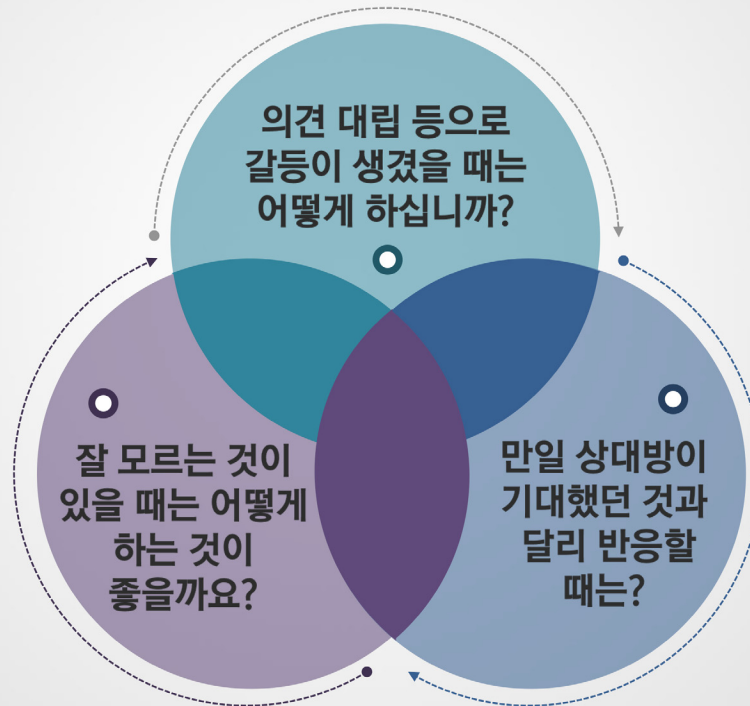 의견 대립 등으로
갈등이 생겼을 때는
어떻게 하십니까?
잘 모르는 것이
있을 때는 어떻게
하는 것이
좋을까요?
만일 상대방이
기대했던 것과
달리 반응할
때는?